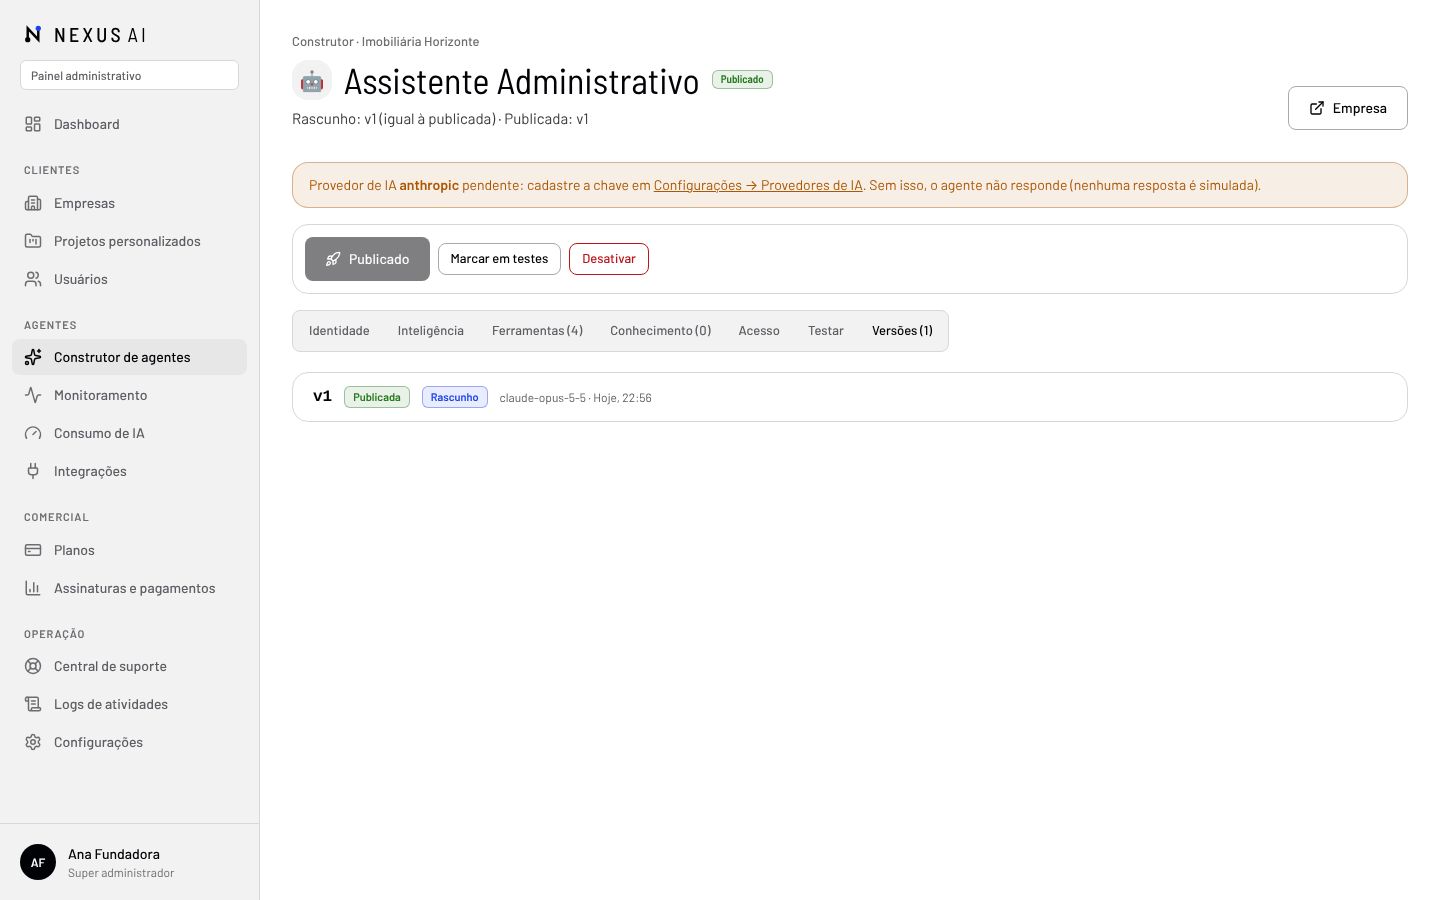 NEXUS AI
Painel administrativo
Dashboard
CLIENTES
Empresas
Projetos personalizados
Usuários
AGENTES
Construtor de agentes
Monitoramento
Consumo de IA
Integrações
COMERCIAL
Planos
Assinaturas e pagamentos
OPERAÇÃO
Central de suporte
Logs de atividades
Configurações
AF
Ana Fundadora
Super administrador
Construtor · Imobiliária Horizonte
Assistente Administrativo Publicado
Rascunho: v1 (igual à publicada) · Publicada: v1
Empresa
Provedor de IA anthropic pendente: cadastre a chave em Configurações → Provedores de IA. Sem isso, o agente não responde (nenhuma resposta é simulada).
Publicado Marcar em testes Desativar
Identidade Inteligência Ferramentas (4) Conhecimento (0) Acesso Testar Versões (1)
v1 Publicada Rascunho claude-opus-5-5 · Hoje, 22:56